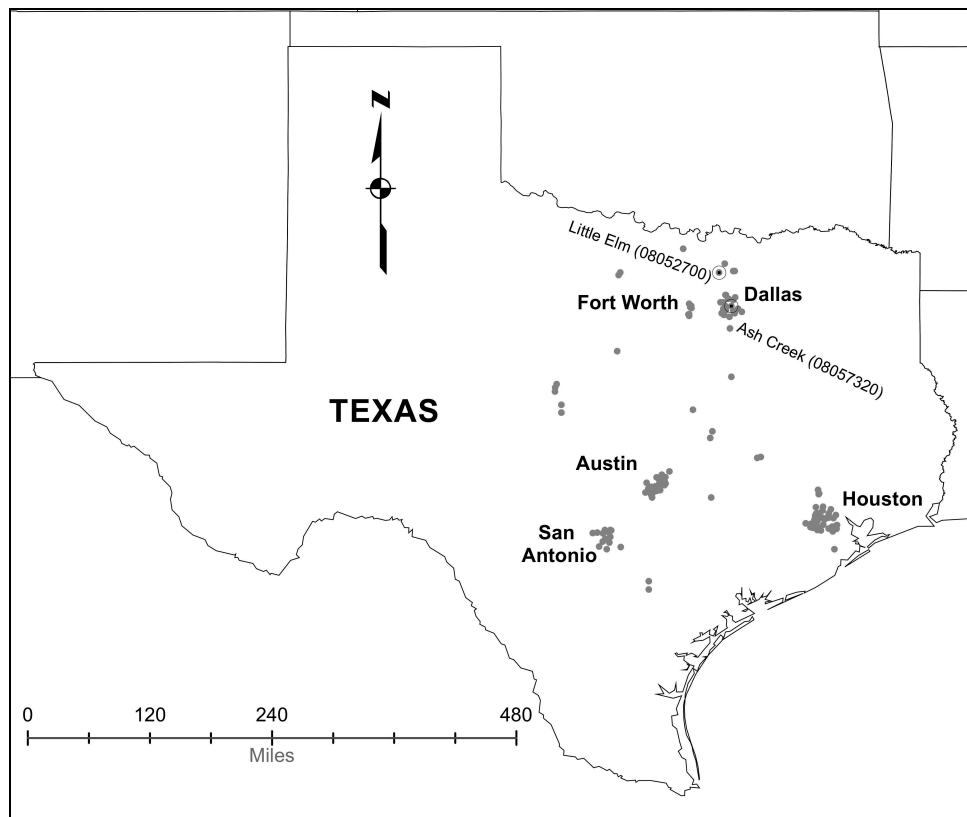 N
Little Elm (08052700)
Fort Worth
Dallas
Ash Creek (08057320)
TEXAS
Austin
Houston
San
Antonio
0 120 240 480
Miles